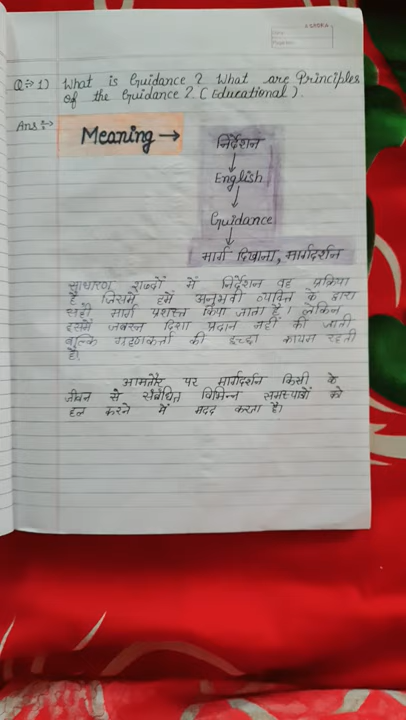 Q:⇒ 1) What is Guidance ? What are Principles
of the Guidance ? ( Educational ).
Ans:→
Meaning →
निर्देशन
↓
English
↓
Guidance
↓
मार्ग दिखाना, मार्गदर्शन
साधारण शब्दों में निर्देशन वह प्रक्रिया
है जिसमें हमें अनुभवी व्यक्ति के द्वारा
सही मार्ग प्रशस्त किया जाता है। लेकिन
इसमें जबरन दिशा प्रदान नहीं की जाती
बल्कि ग्रहणकर्ता की इच्छा कायम रहती
है।
आमतौर पर मार्गदर्शन किसी के
जीवन से संबंधित विभिन्न समस्याओं को
हल करने में मदद करता है।